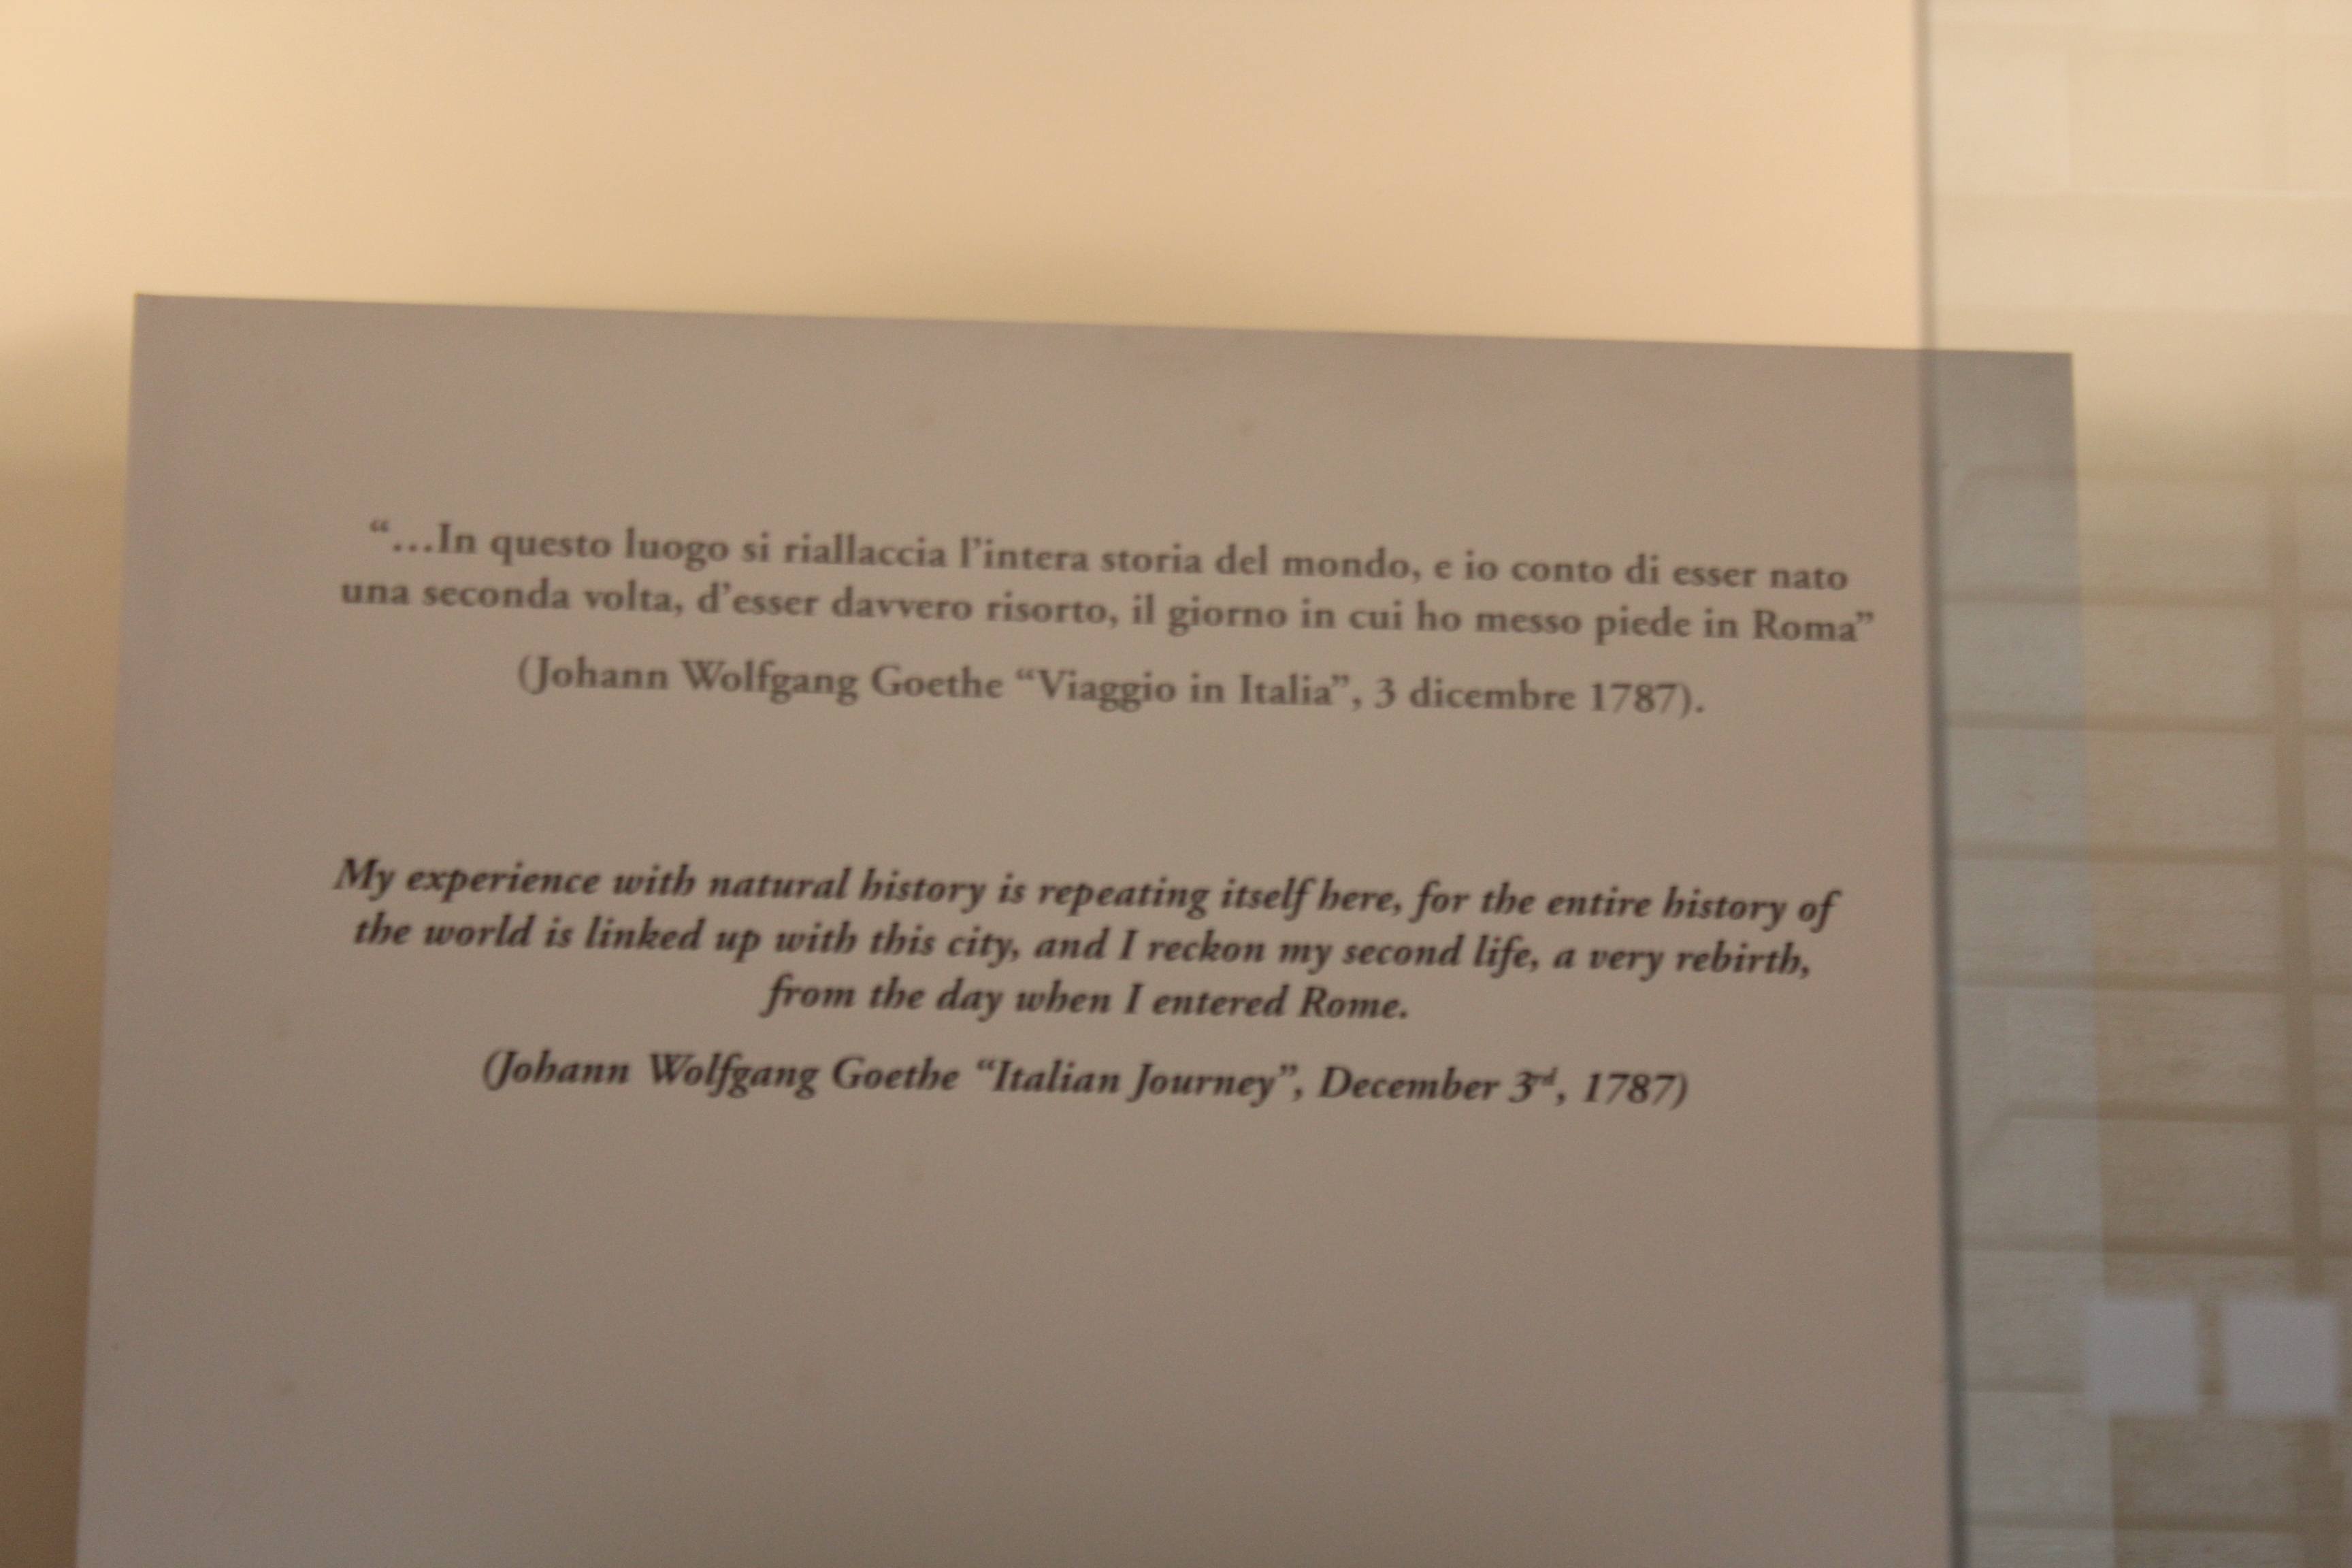 “…In questo luogo si riallaccia l’intera storia del mondo, e io conto di esser nato
una seconda volta, d’esser davvero risorto, il giorno in cui ho messo piede in Roma”
(Johann Wolfgang Goethe “Viaggio in Italia”, 3 dicembre 1787).
My experience with natural history is repeating itself here, for the entire history of
the world is linked up with this city, and I reckon my second life, a very rebirth,
from the day when I entered Rome.
(Johann Wolfgang Goethe “Italian Journey”, December 3rd, 1787)